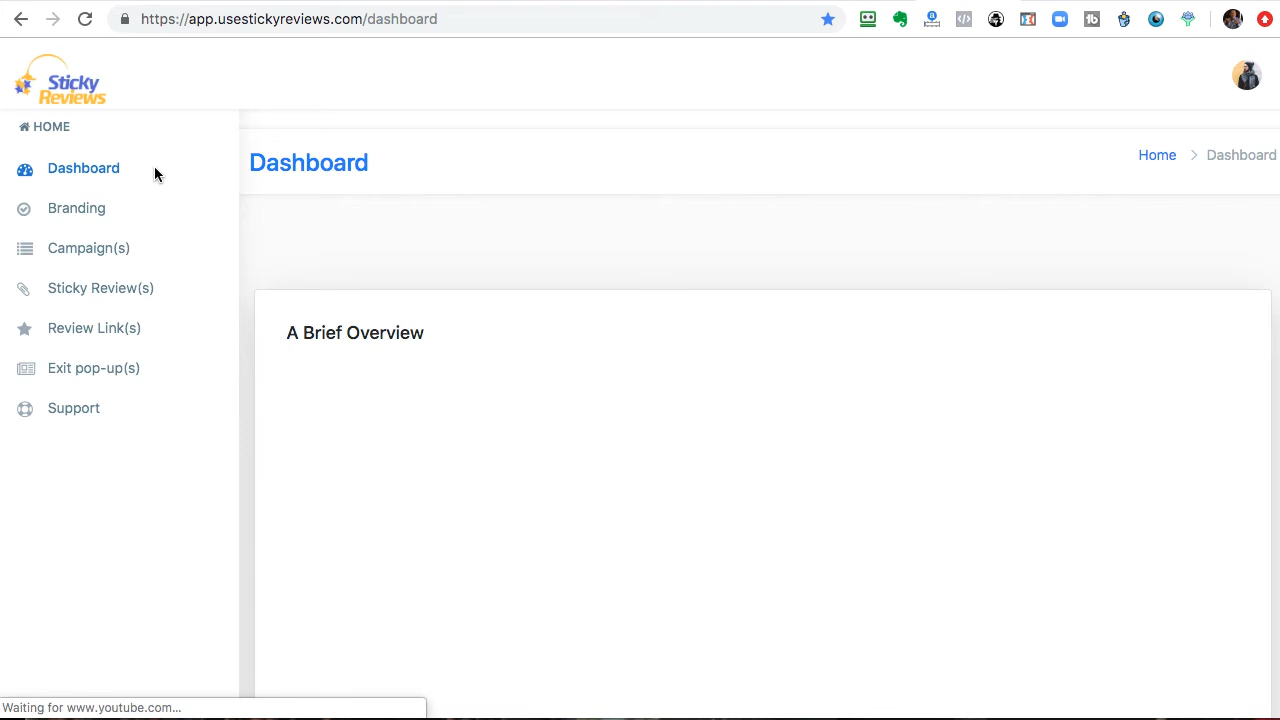 https://app.usestickyreviews.com/dashboard
Sticky
Reviews
HOME
Dashboard
Branding
Campaign(s)
Sticky Review(s)
Review Link(s)
Exit pop-up(s)
Support
Dashboard
Home > Dashboard
A Brief Overview
Waiting for www.youtube.com...